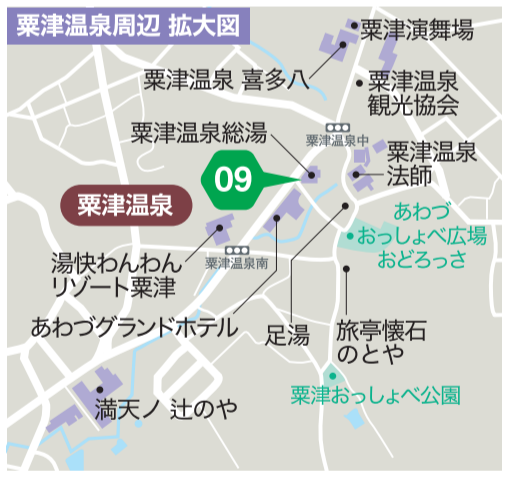 粟津温泉周辺 拡大図
粟津演舞場
粟津温泉 喜多八
粟津温泉
観光協会
粟津温泉総湯
粟津温泉中
粟津温泉
法師
09
粟津温泉
あわづ
おっしょべ広場
おどろっさ
湯快わんわん
リゾート粟津
粟津温泉南
あわづグランドホテル
足湯
旅亭懐石
のとや
粟津おっしょべ公園
満天ノ 辻のや